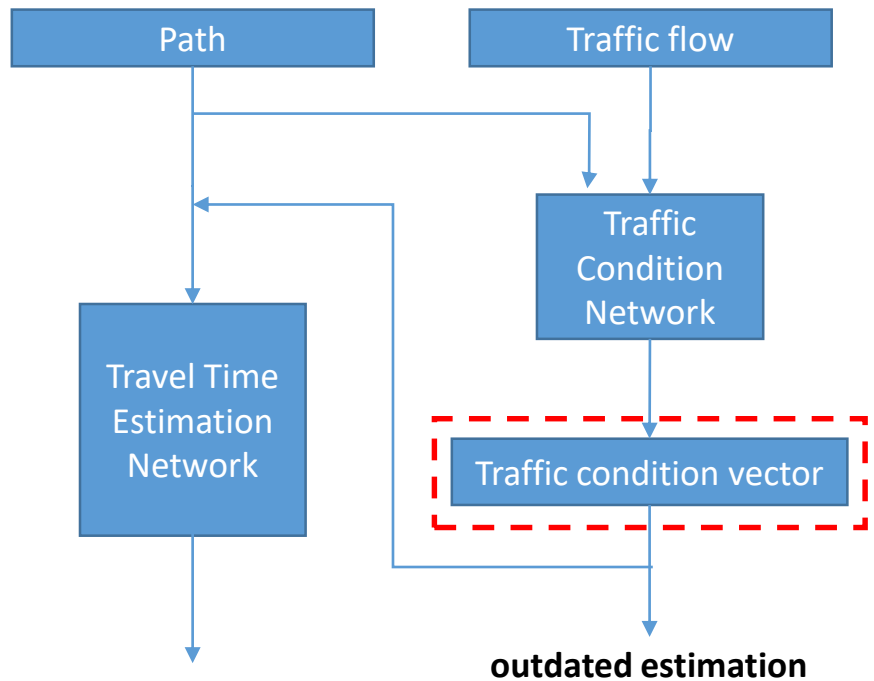 Path
Traffic flow
Traffic
Condition
Network
Travel Time
Estimation
Network
Traffic condition vector
outdated estimation